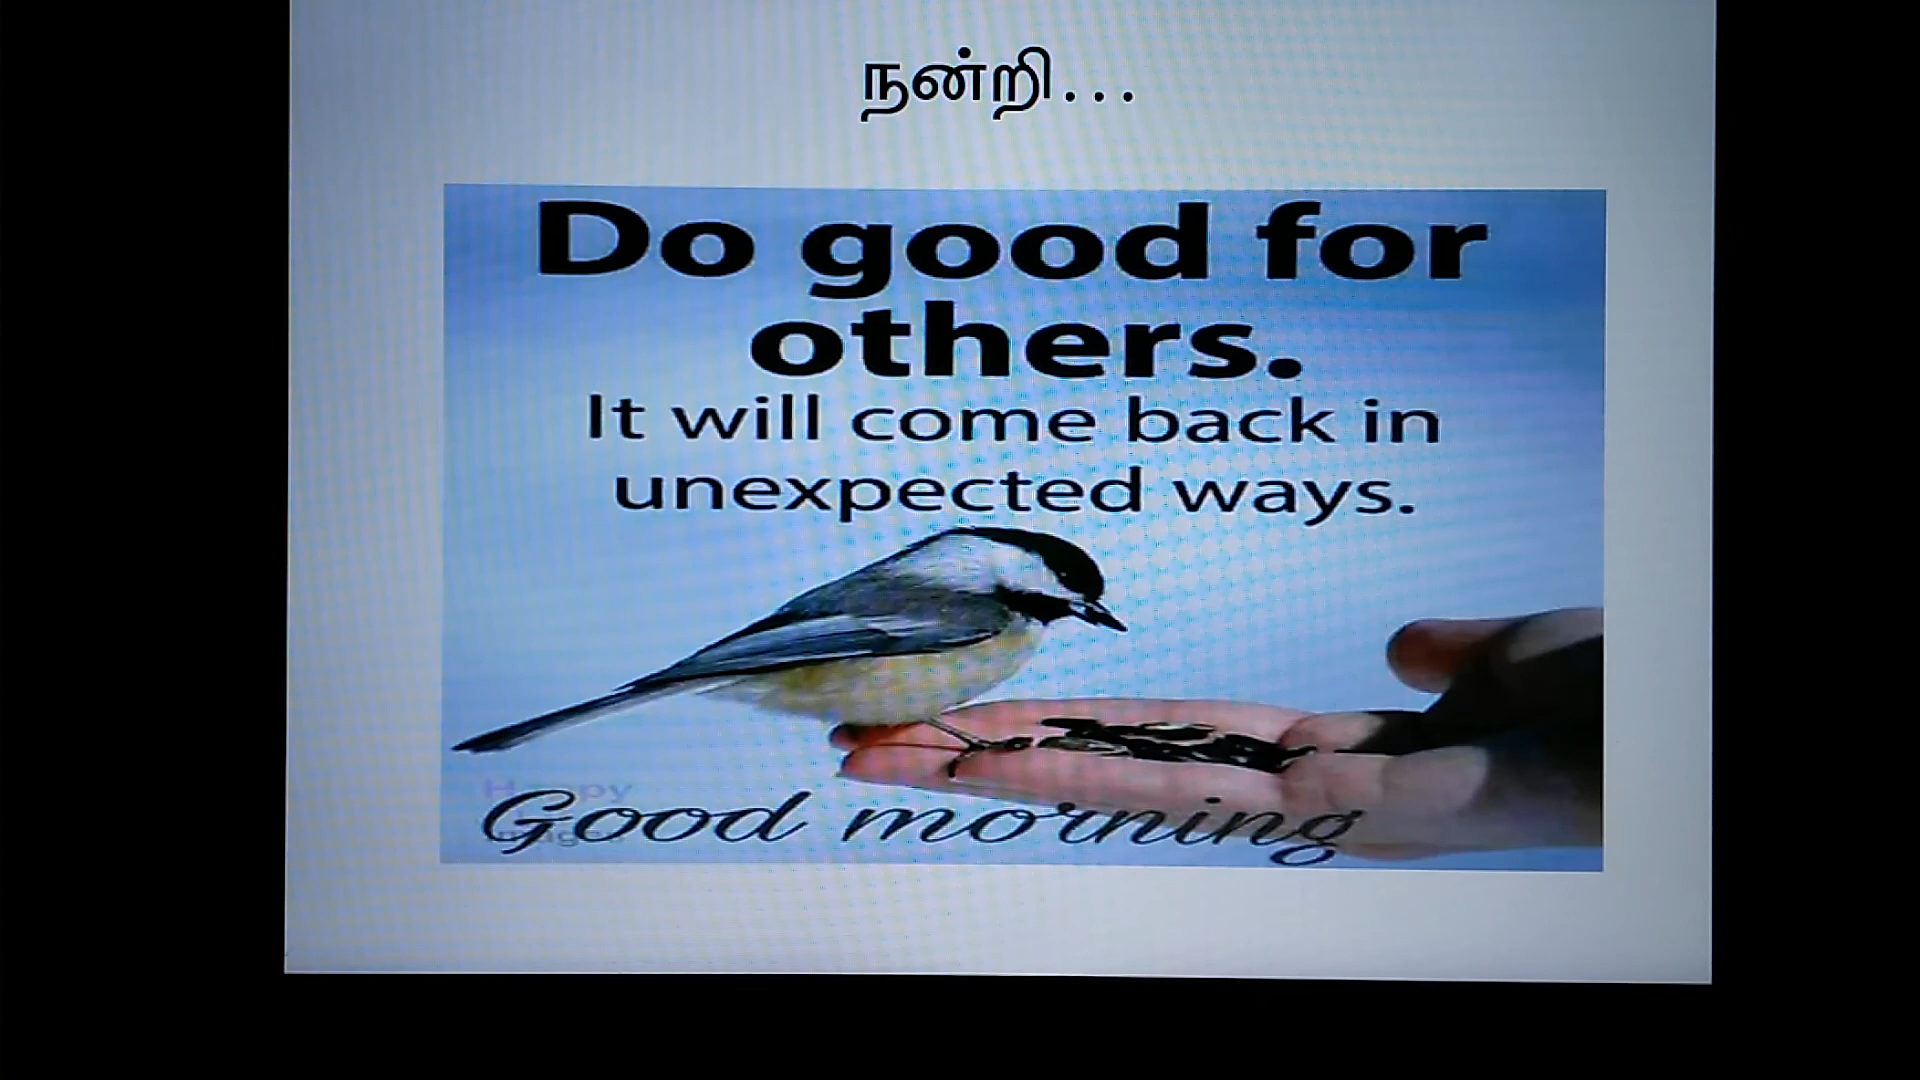 நன்றி...
Do good for
others.
It will come back in
unexpected ways.
Good morning